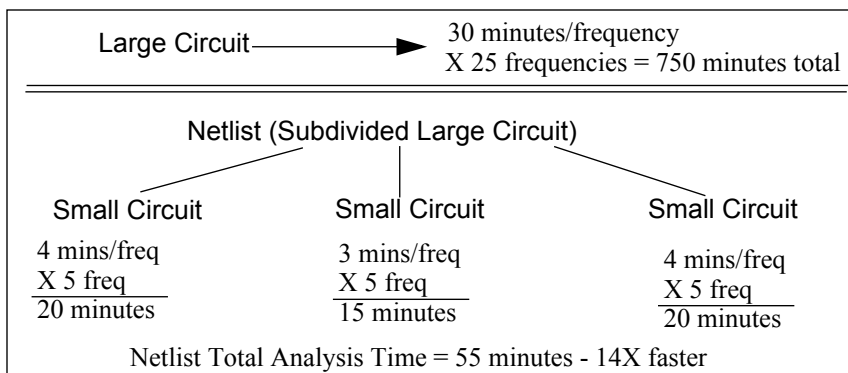 Large Circuit
30 minutes/frequency
X 25 frequencies = 750 minutes total
Netlist (Subdivided Large Circuit)
Small Circuit
4 mins/freq
X 5 freq
20 minutes
Small Circuit
3 mins/freq
X 5 freq
15 minutes
Small Circuit
4 mins/freq
X 5 freq
20 minutes
Netlist Total Analysis Time = 55 minutes - 14X faster